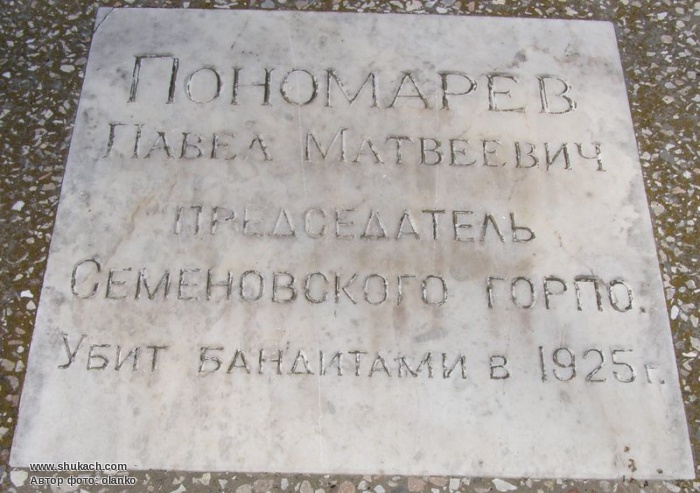 Пономарев
Павел Матвеевич
председатель
Семеновского горпо.
Убит бандитами в 1925 г.
www.shukach.com
Автор фото: olanko